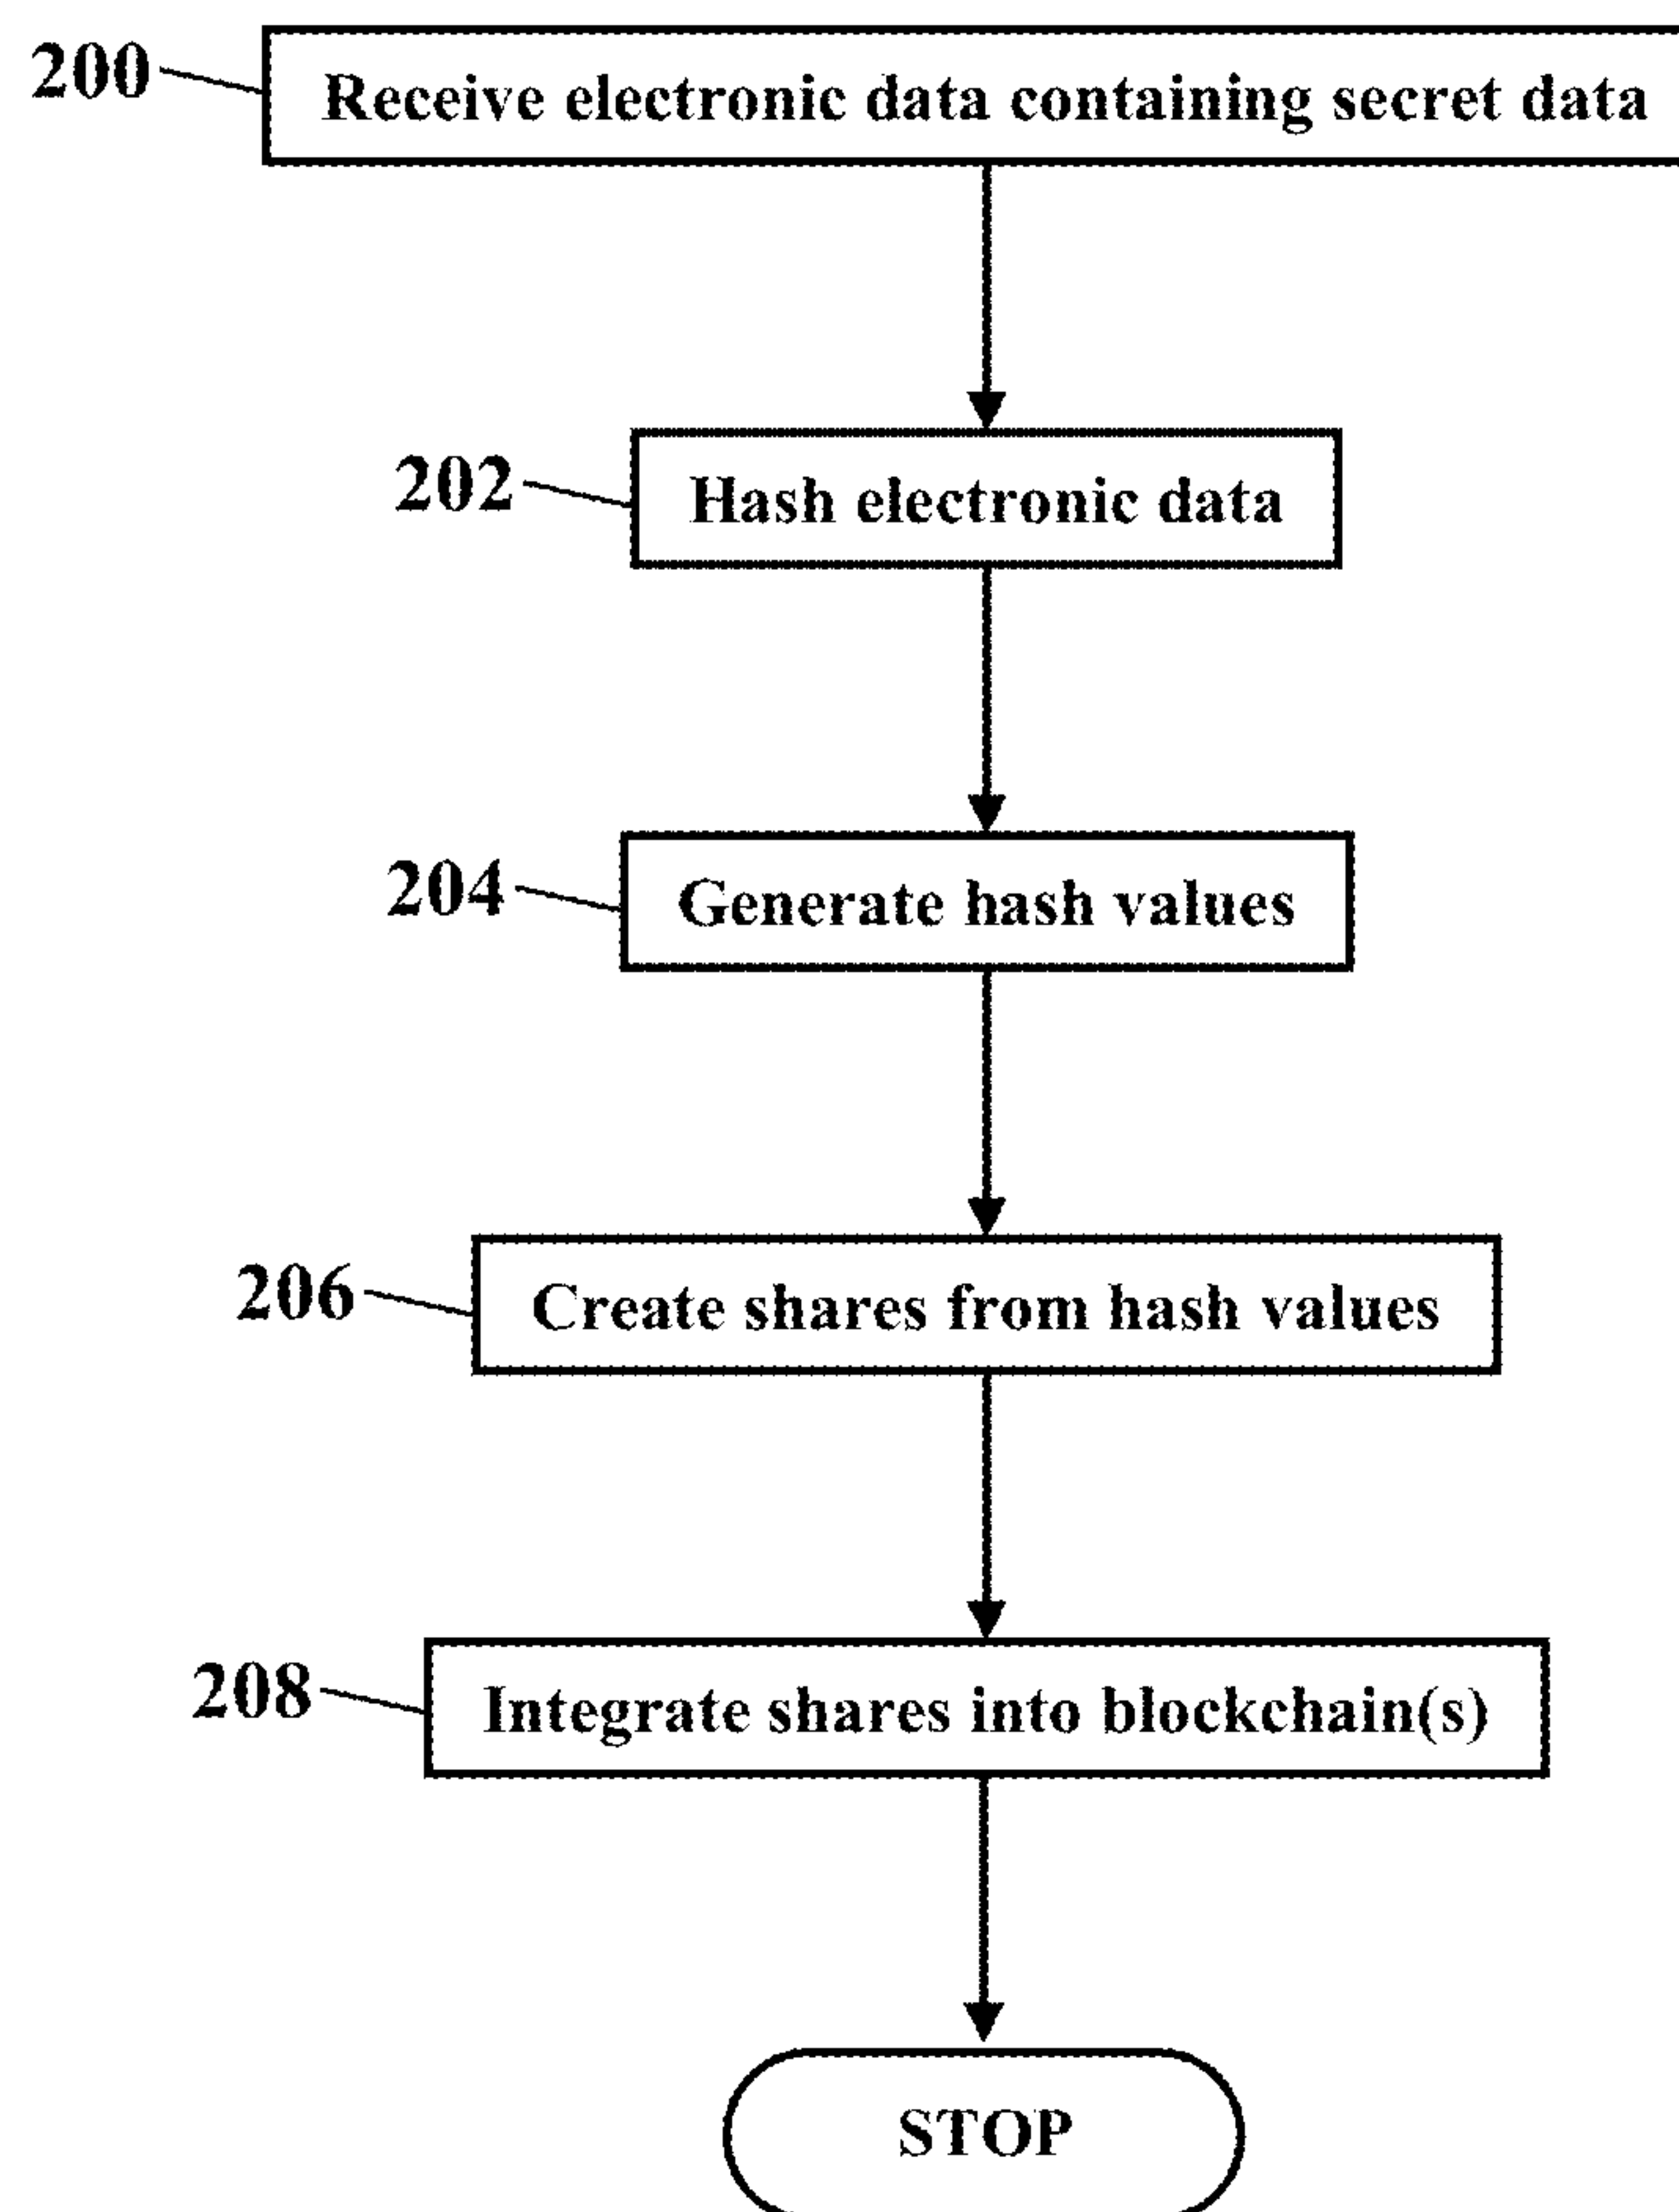 200 Receive electronic data containing secret data
202 Hash electronic data
204 Generate hash values
206 Create shares from hash values
208 Integrate shares into blockchain(s)
STOP